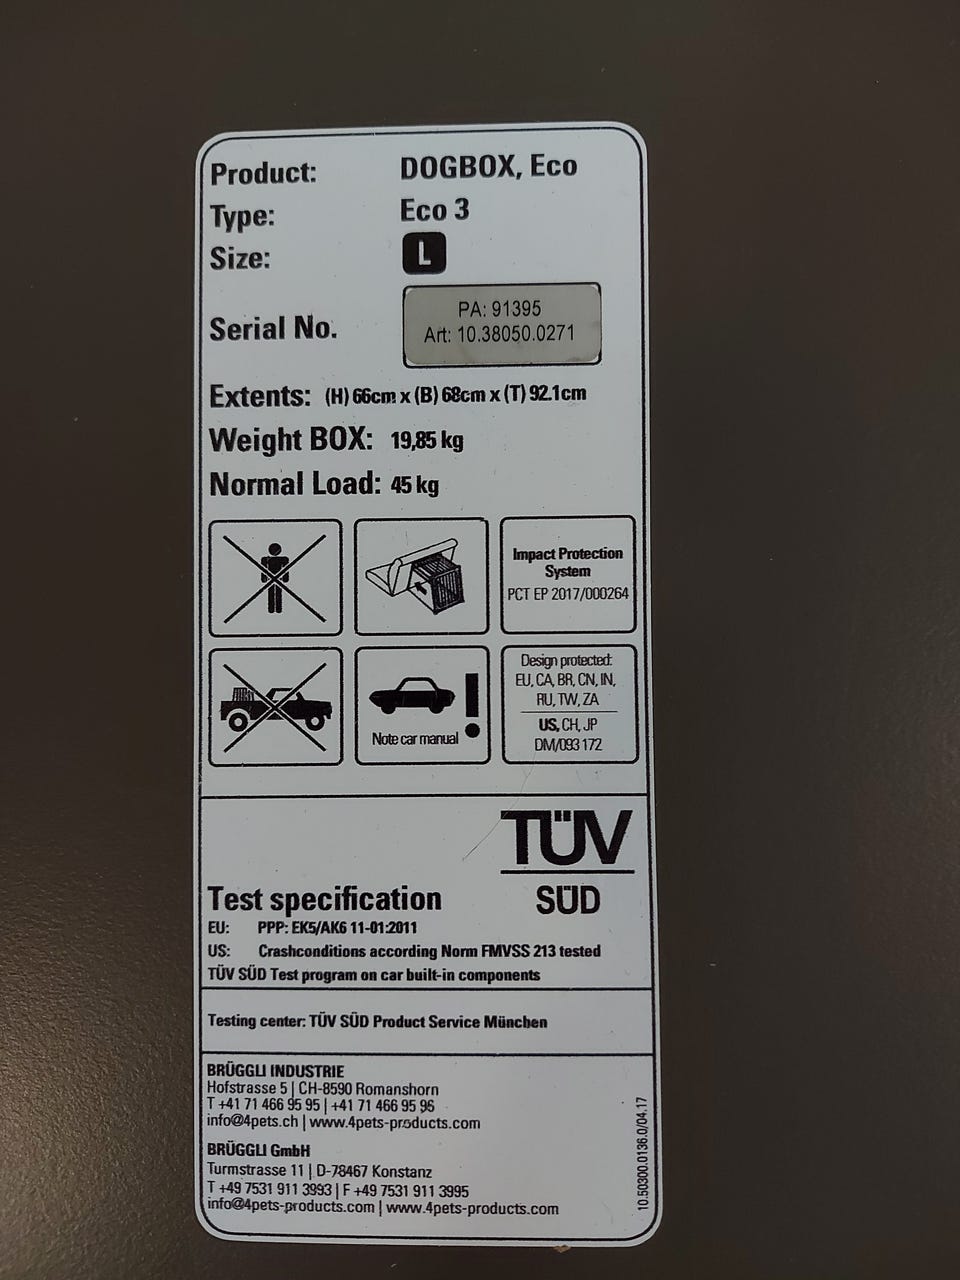 Product: DOGBOX, Eco
Type: Eco 3
Size: L
Serial No. PA: 91395
Art: 10.38050.0271
Extents: (H) 66cm x (B) 68cm x (T) 92.1cm
Weight BOX: 19,85 kg
Normal Load: 45 kg
Impact Protection
System
PCT EP 2017/000264
Note car manual
!
Design protected:
EU, CA, BR, CN, IN,
RU, TW, ZA
US, CH, JP
DM/093 172
TÜV
SÜD
Test specification
EU: PPP: EK5/AK6 11-01:2011
US: Crashconditions according Norm FMVSS 213 tested
TÜV SÜD Test program on car built-in components
Testing center: TÜV SÜD Product Service München
BRÜGGLI INDUSTRIE
Hofstrasse 5 | CH-8590 Romanshorn
T +41 71 466 95 95 | +41 71 466 95 96
info@4pets.ch | www.4pets-products.com
BRÜGGLI GmbH
Turmstrasse 11 | D-78467 Konstanz
T +49 7531 911 3993 | F +49 7531 911 3995
info@4pets-products.com | www.4pets-products.com
10.50300.0136.0/04.17